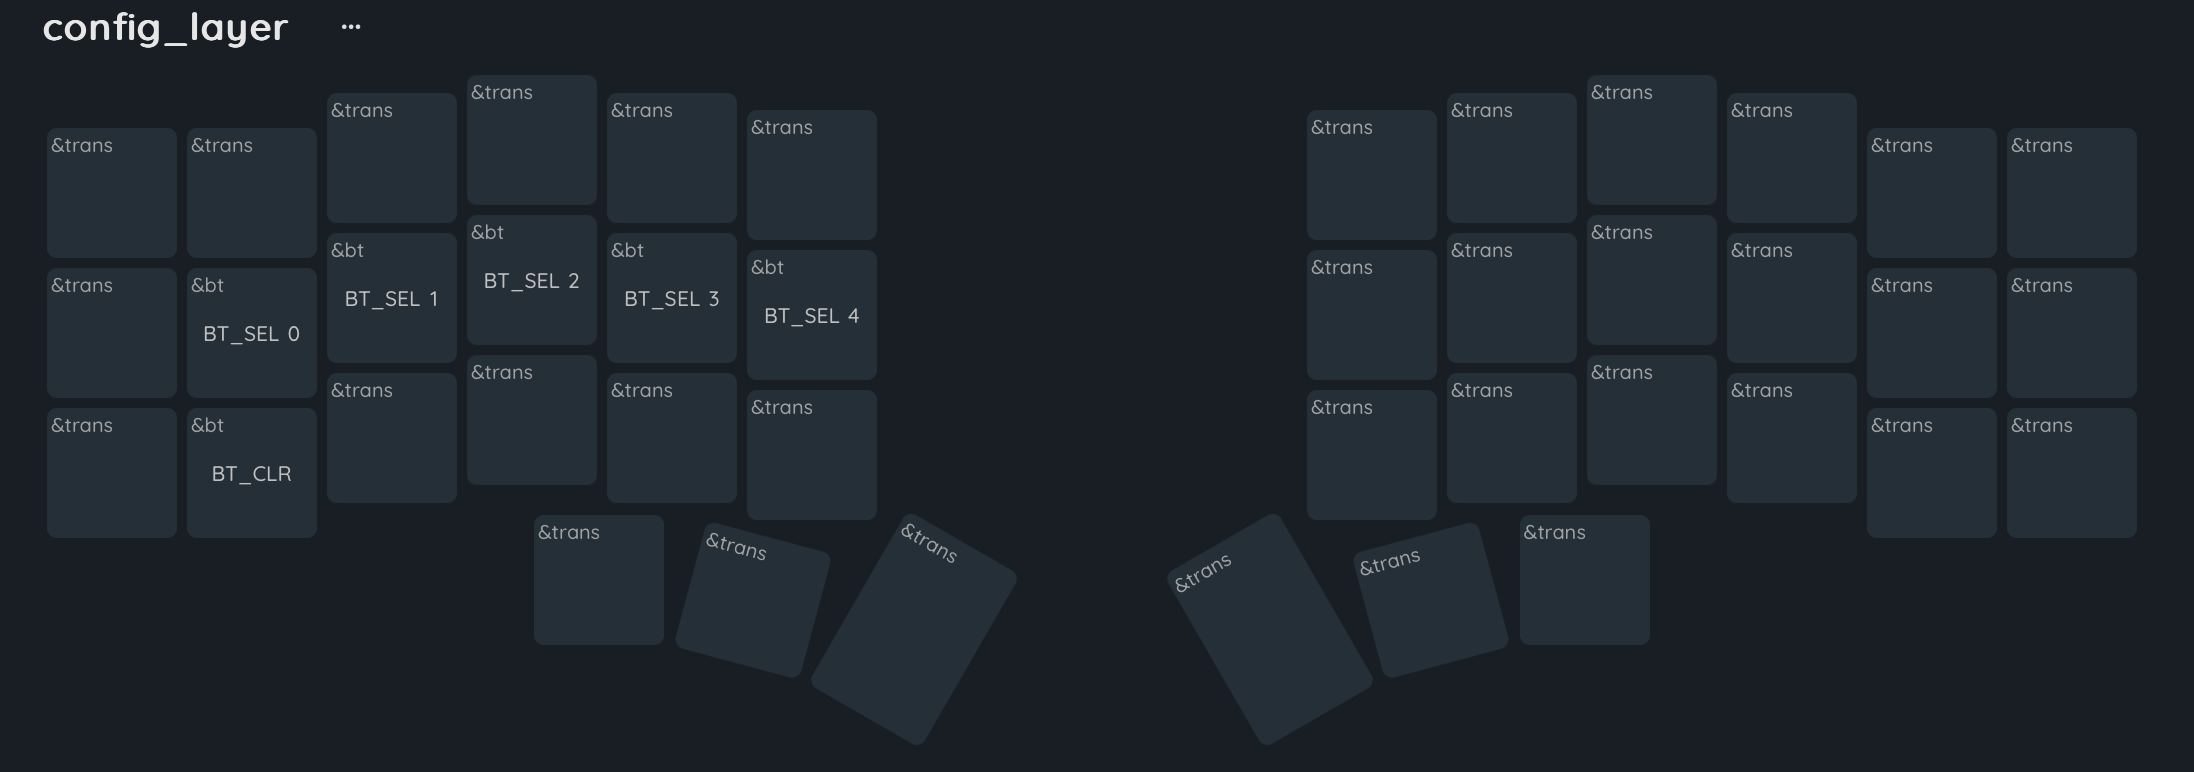 config_layer ...
&trans &trans &trans &trans &trans &trans &trans &trans &trans &trans &trans &trans
&trans &bt &bt &bt &bt &bt &trans &trans &trans &trans &trans &trans
BT_SEL 0 BT_SEL 1 BT_SEL 2 BT_SEL 3 BT_SEL 4
&trans &bt &trans &trans &trans &trans &trans &trans &trans &trans &trans &trans
BT_CLR
&trans &trans &trans &trans &trans &trans